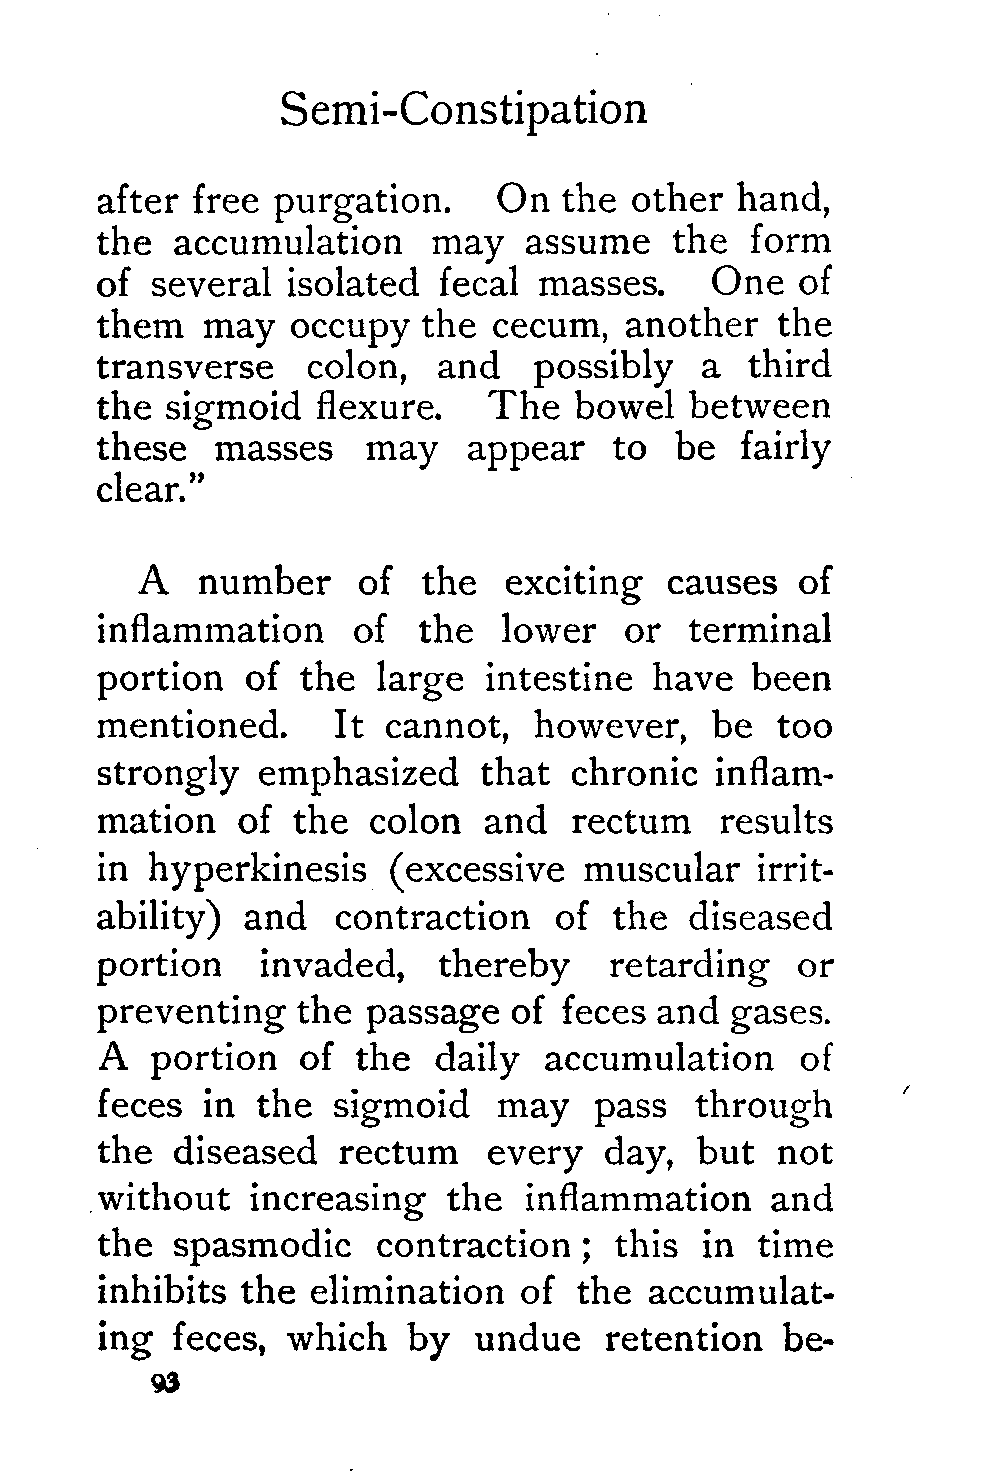 Semi-Constipation
after free purgation. On the other hand,
the accumulation may assume the form
of several isolated fecal masses. One of
them may occupy the cecum, another the
transverse colon, and possibly a third
the sigmoid flexure. The bowel between
these masses may appear to be fairly
clear.”
A number of the exciting causes of
inflammation of the lower or terminal
portion of the large intestine have been
mentioned. It cannot, however, be too
strongly emphasized that chronic inflam-
mation of the colon and rectum results
in hyperkinesis (excessive muscular irrit-
ability) and contraction of the diseased
portion invaded, thereby retarding or
preventing the passage of feces and gases.
A portion of the daily accumulation of
feces in the sigmoid may pass through
the diseased rectum every day, but not
without increasing the inflammation and
the spasmodic contraction ; this in time
inhibits the elimination of the accumulat-
ing feces, which by undue retention be-
93